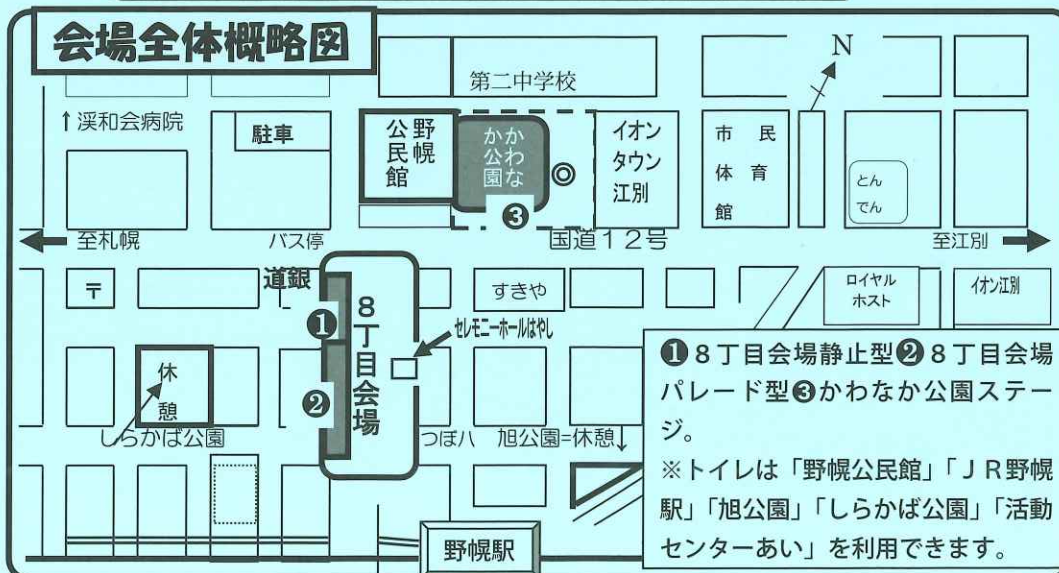 会場全体概略図
N
第二中学校
↑渓和会病院
駐車
野幌公民館
かわなか公園
◎
イオンタウン江別
市民体育館
とんでん
❸
至札幌
バス停
国道12号
至江別
〒
道銀
8丁目会場
すきや
ロイヤルホスト
イオン江別
❶
セレモニーホールはやし
❷
休憩
しらかば公園
つぼ八
旭公園=休憩↓
❶8丁目会場静止型❷8丁目会場
パレード型❸かわなか公園ステー
ジ。
※トイレは「野幌公民館」「JR野幌
駅」「旭公園」「しらかば公園」「活動
センターあい」を利用できます。
野幌駅